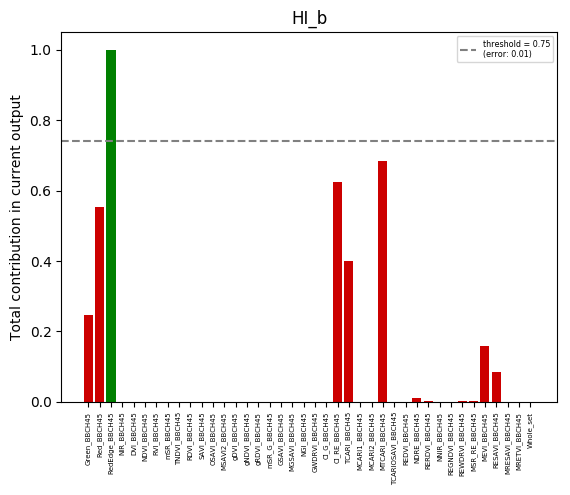 HI_b
Total contribution in current output
1.0
0.8
0.6
0.4
0.2
0.0
threshold = 0.75
(error: 0.01)
Green_BBCH45
Red_BBCH45
RedEdge_BBCH45
NIR_BBCH45
DVI_BBCH45
NDVI_BBCH45
RVI_BBCH45
mSR_BBCH45
TNDVI_BBCH45
RDVI_BBCH45
SAVI_BBCH45
OSAVI_BBCH45
MSAVI2_BBCH45
gDVI_BBCH45
gNDVI_BBCH45
gRDVI_BBCH45
mSR_G_BBCH45
GSAVI_BBCH45
MGSAVI_BBCH45
NGI_BBCH45
GWDRVI_BBCH45
CI_G_BBCH45
CI_RE_BBCH45
TCARI_BBCH45
MCARI1_BBCH45
MCARI2_BBCH45
MTCARI_BBCH45
TCARIOSAVI_BBCH45
REDVI_BBCH45
NDRE_BBCH45
RERDVI_BBCH45
NNIR_BBCH45
REGNDVI_BBCH45
REWDRVI_BBCH45
MSR_RE_BBCH45
MEVI_BBCH45
RESAVI_BBCH45
MRESAVI_BBCH45
MRETVI_BBCH45
Whole_set